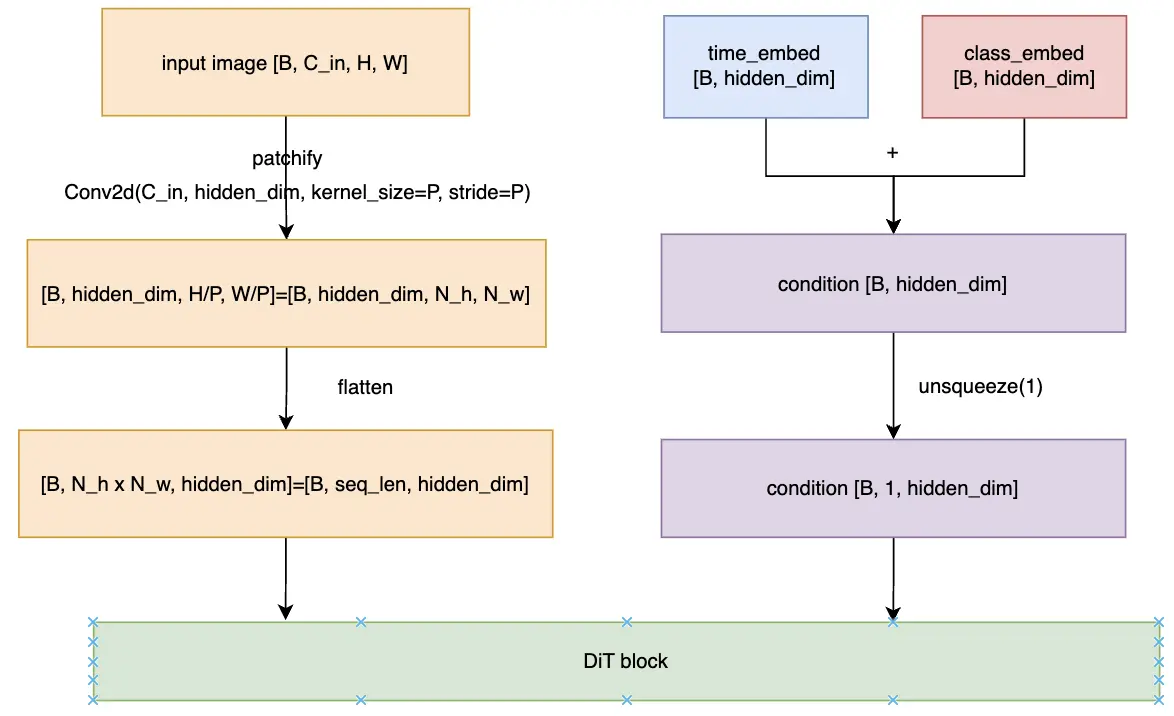 input image [B, C_in, H, W]
patchify
Conv2d(C_in, hidden_dim, kernel_size=P, stride=P)
[B, hidden_dim, H/P, W/P]=[B, hidden_dim, N_h, N_w]
flatten
[B, N_h x N_w, hidden_dim]=[B, seq_len, hidden_dim]
time_embed
[B, hidden_dim]
class_embed
[B, hidden_dim]
+
condition [B, hidden_dim]
unsqueeze(1)
condition [B, 1, hidden_dim]
DiT block